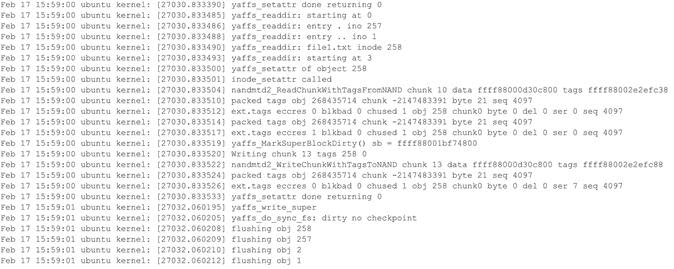 Feb 17 15:59:00 ubuntu kernel: [27030.833390] yaffs_setattr done returning 0
Feb 17 15:59:00 ubuntu kernel: [27030.833485] yaffs_readdir: starting at 0
Feb 17 15:59:00 ubuntu kernel: [27030.833486] yaffs_readdir: entry . ino 257
Feb 17 15:59:00 ubuntu kernel: [27030.833488] yaffs_readdir: entry .. ino 1
Feb 17 15:59:00 ubuntu kernel: [27030.833490] yaffs_readdir: file1.txt inode 258
Feb 17 15:59:00 ubuntu kernel: [27030.833493] yaffs_readdir: starting at 3
Feb 17 15:59:00 ubuntu kernel: [27030.833500] yaffs_setattr of object 258
Feb 17 15:59:00 ubuntu kernel: [27030.833501] inode_setattr called
Feb 17 15:59:00 ubuntu kernel: [27030.833504] nandmtd2_ReadChunkWithTagsFromNAND chunk 10 data ffff88000d30c800 tags ffff88002e2efc38
Feb 17 15:59:00 ubuntu kernel: [27030.833510] packed tags obj 268435714 chunk -2147483391 byte 21 seq 4097
Feb 17 15:59:00 ubuntu kernel: [27030.833512] ext.tags eccres 0 blkbad 0 chused 1 obj 258 chunk0 byte 0 del 0 ser 0 seq 4097
Feb 17 15:59:00 ubuntu kernel: [27030.833514] packed tags obj 268435714 chunk -2147483391 byte 21 seq 4097
Feb 17 15:59:00 ubuntu kernel: [27030.833517] ext.tags eccres 1 blkbad 0 chused 1 obj 258 chunk0 byte 0 del 0 ser 0 seq 4097
Feb 17 15:59:00 ubuntu kernel: [27030.833519] yaffs_MarkSuperBlockDirty() sb = ffff88001bf74800
Feb 17 15:59:00 ubuntu kernel: [27030.833520] Writing chunk 13 tags 258 0
Feb 17 15:59:00 ubuntu kernel: [27030.833522] nandmtd2_WriteChunkWithTagsToNAND chunk 13 data ffff88000d30c800 tags ffff88002e2efc88
Feb 17 15:59:00 ubuntu kernel: [27030.833524] packed tags obj 268435714 chunk -2147483391 byte 21 seq 4097
Feb 17 15:59:00 ubuntu kernel: [27030.833526] ext.tags eccres 0 blkbad 0 chused 1 obj 258 chunk0 byte 0 del 0 ser 7 seq 4097
Feb 17 15:59:00 ubuntu kernel: [27030.833533] yaffs_setattr done returning 0
Feb 17 15:59:01 ubuntu kernel: [27032.060195] yaffs_write_super
Feb 17 15:59:01 ubuntu kernel: [27032.060205] yaffs_do_sync_fs: dirty no checkpoint
Feb 17 15:59:01 ubuntu kernel: [27032.060208] flushing obj 258
Feb 17 15:59:01 ubuntu kernel: [27032.060209] flushing obj 257
Feb 17 15:59:01 ubuntu kernel: [27032.060210] flushing obj 2
Feb 17 15:59:01 ubuntu kernel: [27032.060212] flushing obj 1